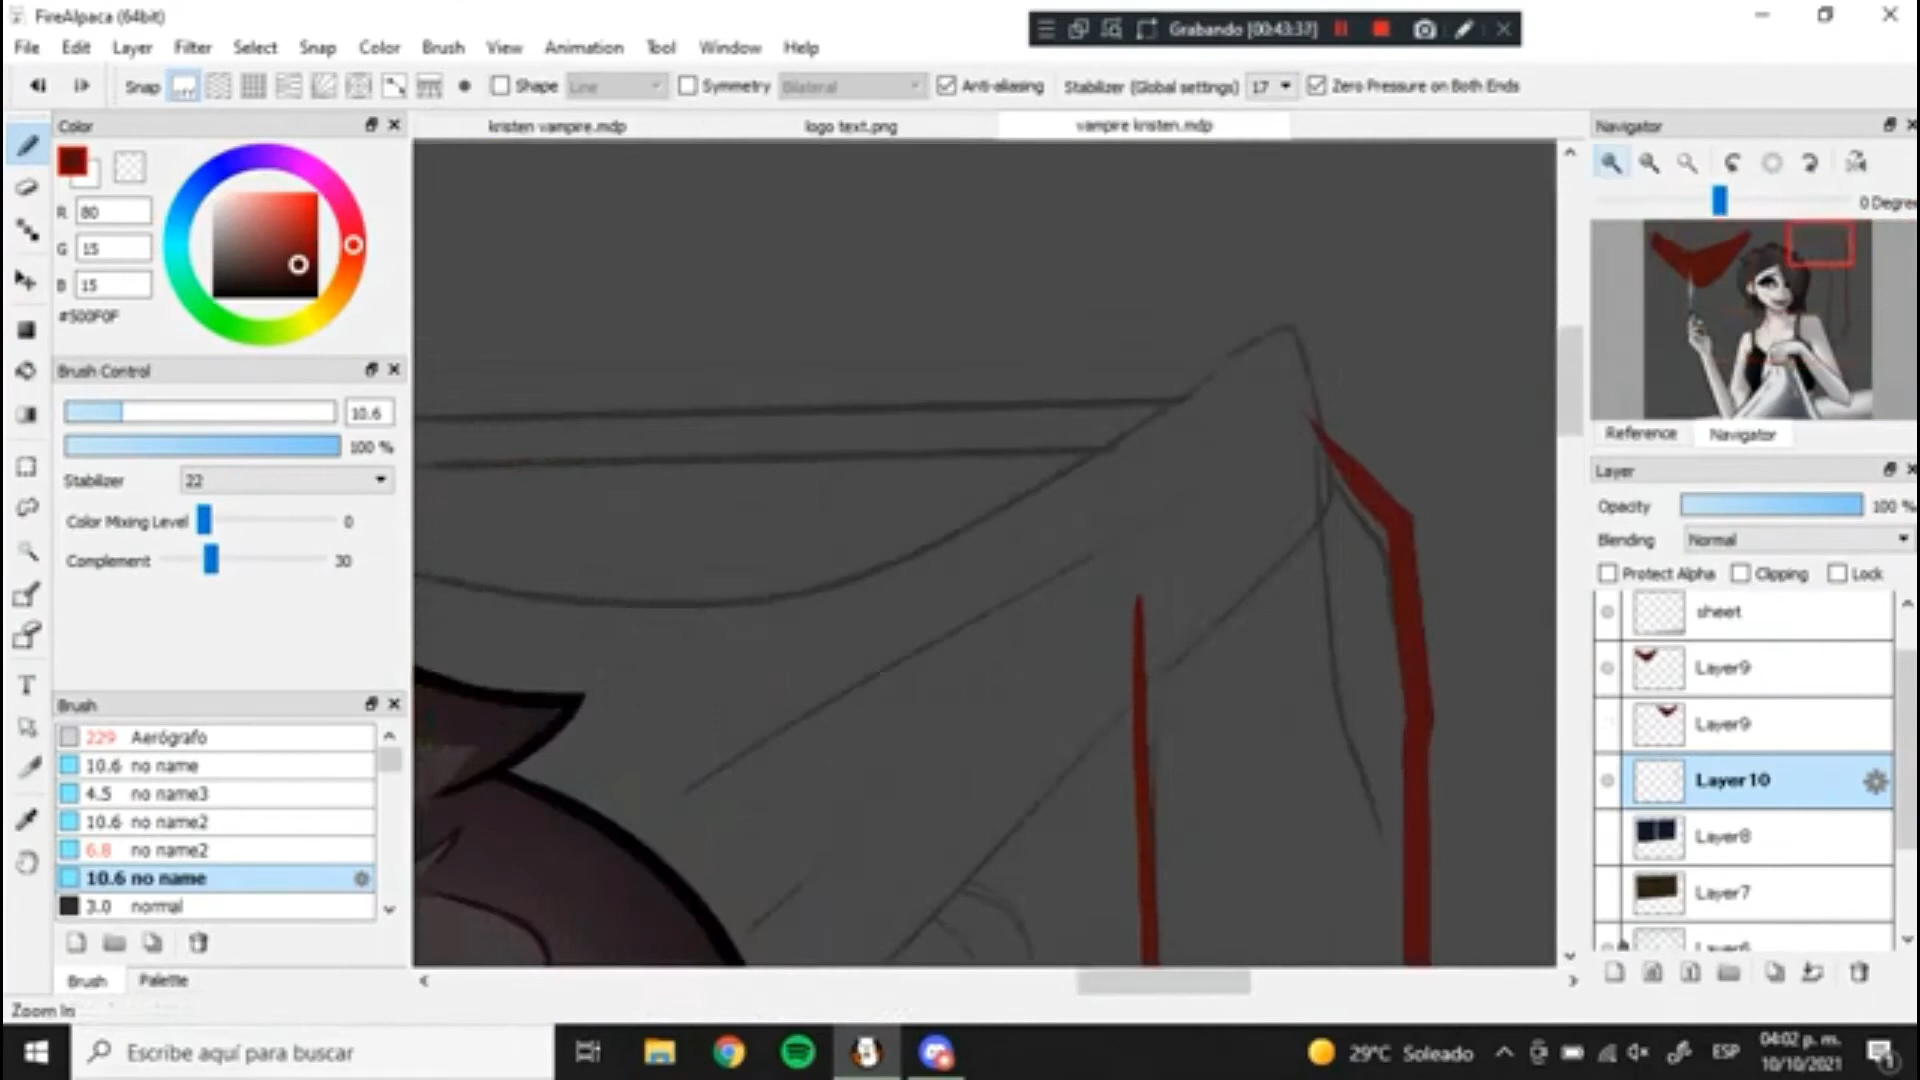 FireAlpaca (64bit)
Grabando [00:43:37]
File Edit Layer Filter Select Snap Color Brush View Animation Tool Window Help
Snap Shape Line Symmetry Bilateral Anti-aliasing Stabilizer (Global settings) 17 Zero Pressure on Both Ends
Color
kristen vampire.mdp logo text.png vampire kristen.mdp
Navigator
R 80
G 15
B 15
#500F0F
0 Degree
Brush Control
10.6
100 %
Stabilizer 22
Color Mixing Level 0
Complement 30
Reference Navigator
Layer
Opacity 100 %
Blending Normal
Protect Alpha Clipping Lock
sheet
Layer9
Layer9
Layer10
Layer8
Layer7
Brush
229 Aerógrafo
10.6 no name
4.5 no name3
10.6 no name2
6.8 no name2
10.6 no name
3.0 normal
Brush Palette
Zoom In
Escribe aquí para buscar
29°C Soleado
ESP
04:02 p. m.
10/10/2021